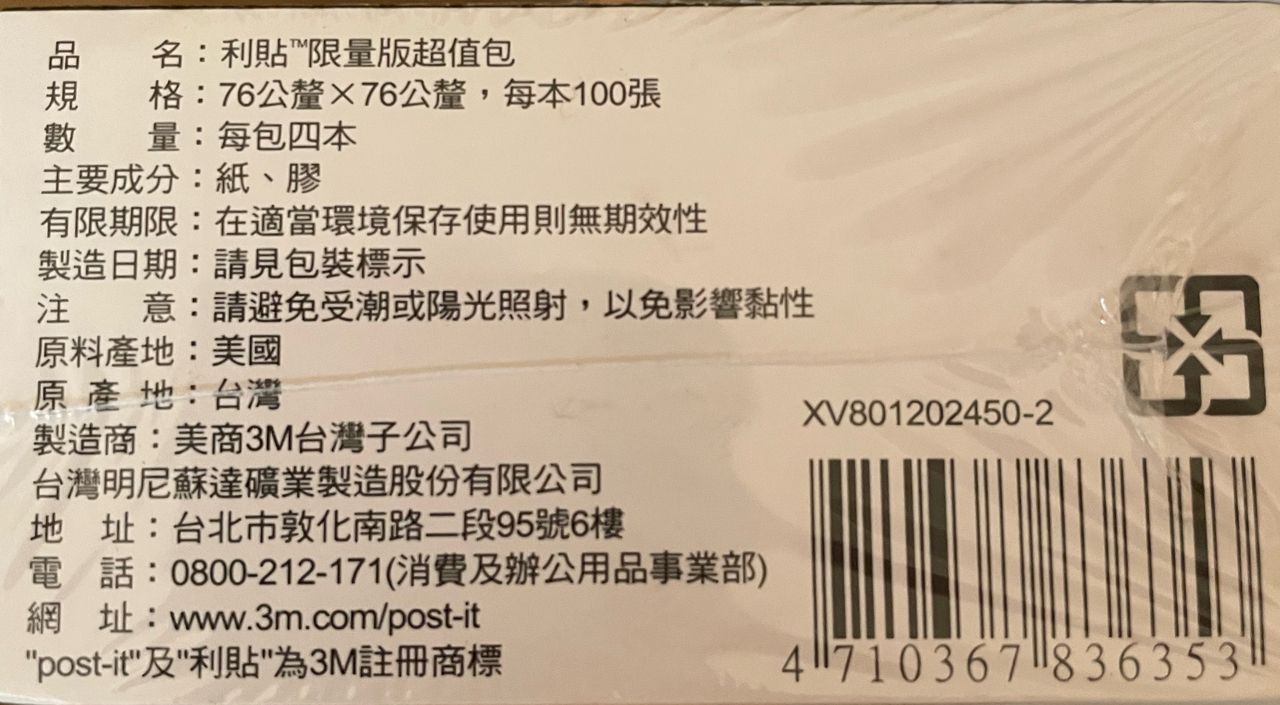 品　　名：利貼™限量版超值包
規　　格：76公釐×76公釐，每本100張
數　　量：每包四本
主要成分：紙、膠
有限期限：在適當環境保存使用則無期效性
製造日期：請見包裝標示
注　　意：請避免受潮或陽光照射，以免影響黏性
原料產地：美國
原 產 地：台灣
製造商：美商3M台灣子公司
台灣明尼蘇達礦業製造股份有限公司
地　址：台北市敦化南路二段95號6樓
電　話：0800-212-171(消費及辦公用品事業部)
網　址：www.3m.com/post-it
"post-it"及"利貼"為3M註冊商標
XV801202450-2
4 710367 836353